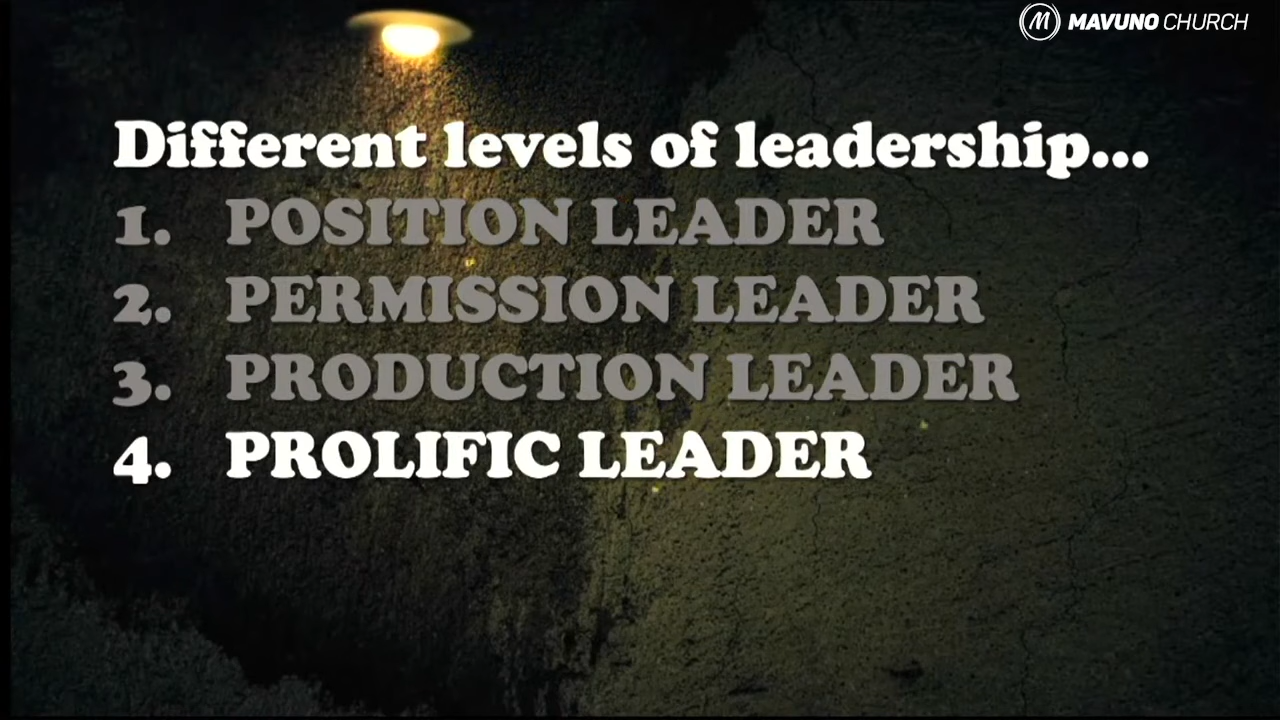 MAVUNO CHURCH
Different levels of leadership...
1. POSITION LEADER
2. PERMISSION LEADER
3. PRODUCTION LEADER
4. PROLIFIC LEADER